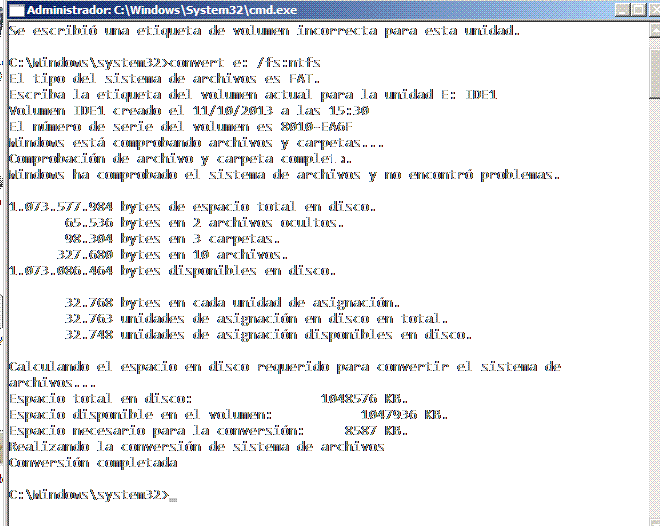 Administrador: C:\Windows\System32\cmd.exe
Se escribió una etiqueta de volumen incorrecta para esta unidad.
C:\Windows\system32>convert e: /fs:ntfs
El tipo del sistema de archivos es FAT.
Escriba la etiqueta del volumen actual para la unidad E: IDE1
Volumen IDE1 creado el 11/10/2013 a las 15:30
El número de serie del volumen es 8010-EA6F
Windows está comprobando archivos y carpetas...
Comprobación de archivo y carpeta
Windows ha comprobado el sistema de archivos y no encontró problemas.
1.073.577.984 bytes de espacio total en disco.
65.536 bytes en 2 archivos ocultos.
98.304 bytes en 3 carpetas.
327.680 bytes en 10 archivos.
1.073.086.464 bytes disponibles en disco.
32.768 bytes en cada unidad de asignación.
32.763 unidades de asignación en disco en total.
32.748 unidades de asignación disponibles en disco.
Calculando el espacio en disco requerido para convertir el sistema de
archivos...
Espacio total en disco: 1048576 KB.
Espacio disponible en el volumen: 1047936 KB.
Espacio necesario para la conversión: 8587 KB.
Realizando la conversión de sistema de archivos
Conversión completada
C:\Windows\system32>_